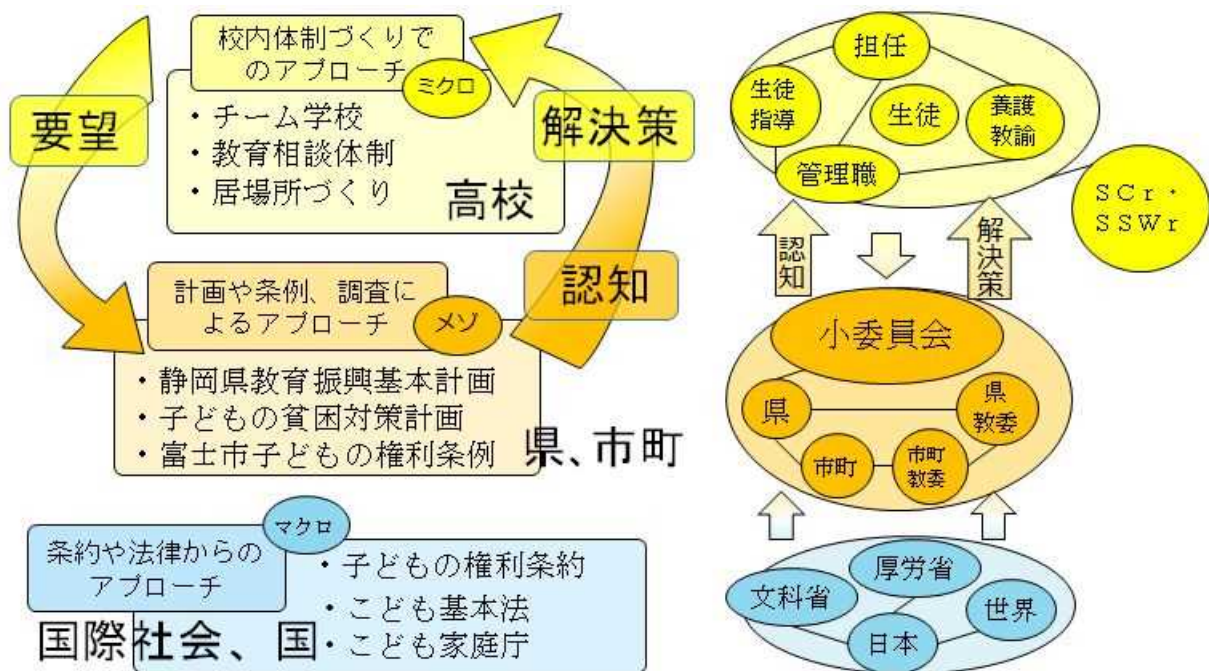 校内体制づくりで
のアプローチ
ミクロ
・チーム学校
・教育相談体制
・居場所づくり
高校
要望
解決策
認知
計画や条例、調査に
よるアプローチ
メゾ
・静岡県教育振興基本計画
・子どもの貧困対策計画
・富士市子どもの権利条例
県、市町
条約や法律からの
アプローチ
マクロ
・子どもの権利条約
・こども基本法
・こども家庭庁
国際社会、国
担任
生徒
指導
生徒
養護
教諭
管理職
SCr・
SSWr
認知
解決策
小委員会
県
県
教委
市町
市町
教委
文科省
厚労省
世界
日本